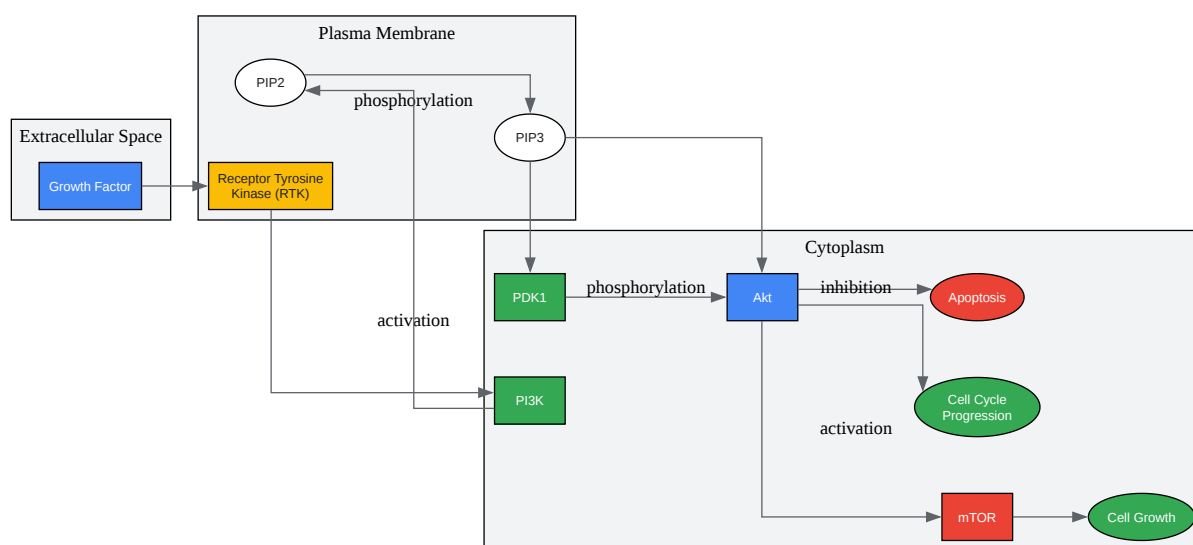 Plasma Membrane
PIP2
phosphorylation
Extracellular Space
PIP3
Growth Factor
Receptor Tyrosine
Kinase (RTK)
Cytoplasm
PDK1
phosphorylation
Akt
inhibition
Apoptosis
activation
PI3K
Cell Cycle
Progression
activation
mTOR
Cell Growth